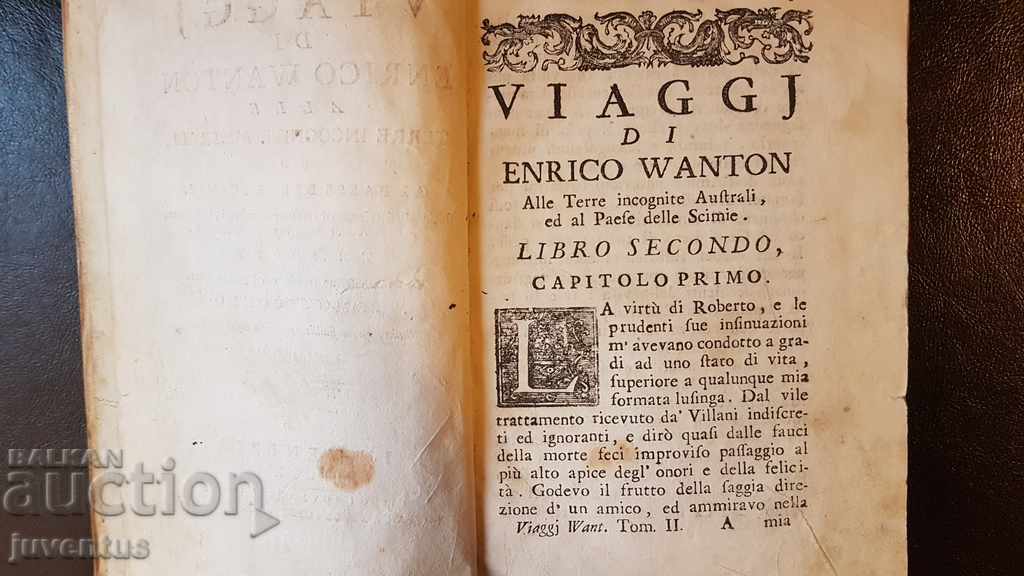 VIAGGJ
DI
ENRICO WANTON
Alle Terre incognite Auſtrali,
ed al Paeſe delle Scimie.
LIBRO SECONDO,
CAPITOLO PRIMO.
LA virtù di Roberto, e le
prudenti ſue inſinuazioni
m' avevano condotto a gra-
di ad uno ſtato di vita,
ſuperiore a qualunque mia
formata luſinga. Dal vile
trattamento ricevuto da' Villani indiſcre-
ti ed ignoranti, e dirò quaſi dalle fauci
della morte feci improviſo paſſaggio al
più alto apice degl' onori e della felici-
tà. Godevo il frutto della ſaggia dire-
zione d' un amico, ed ammiravo nella
Viaggj Want. Tom. II. A mia
BALKAN
auction
juventus